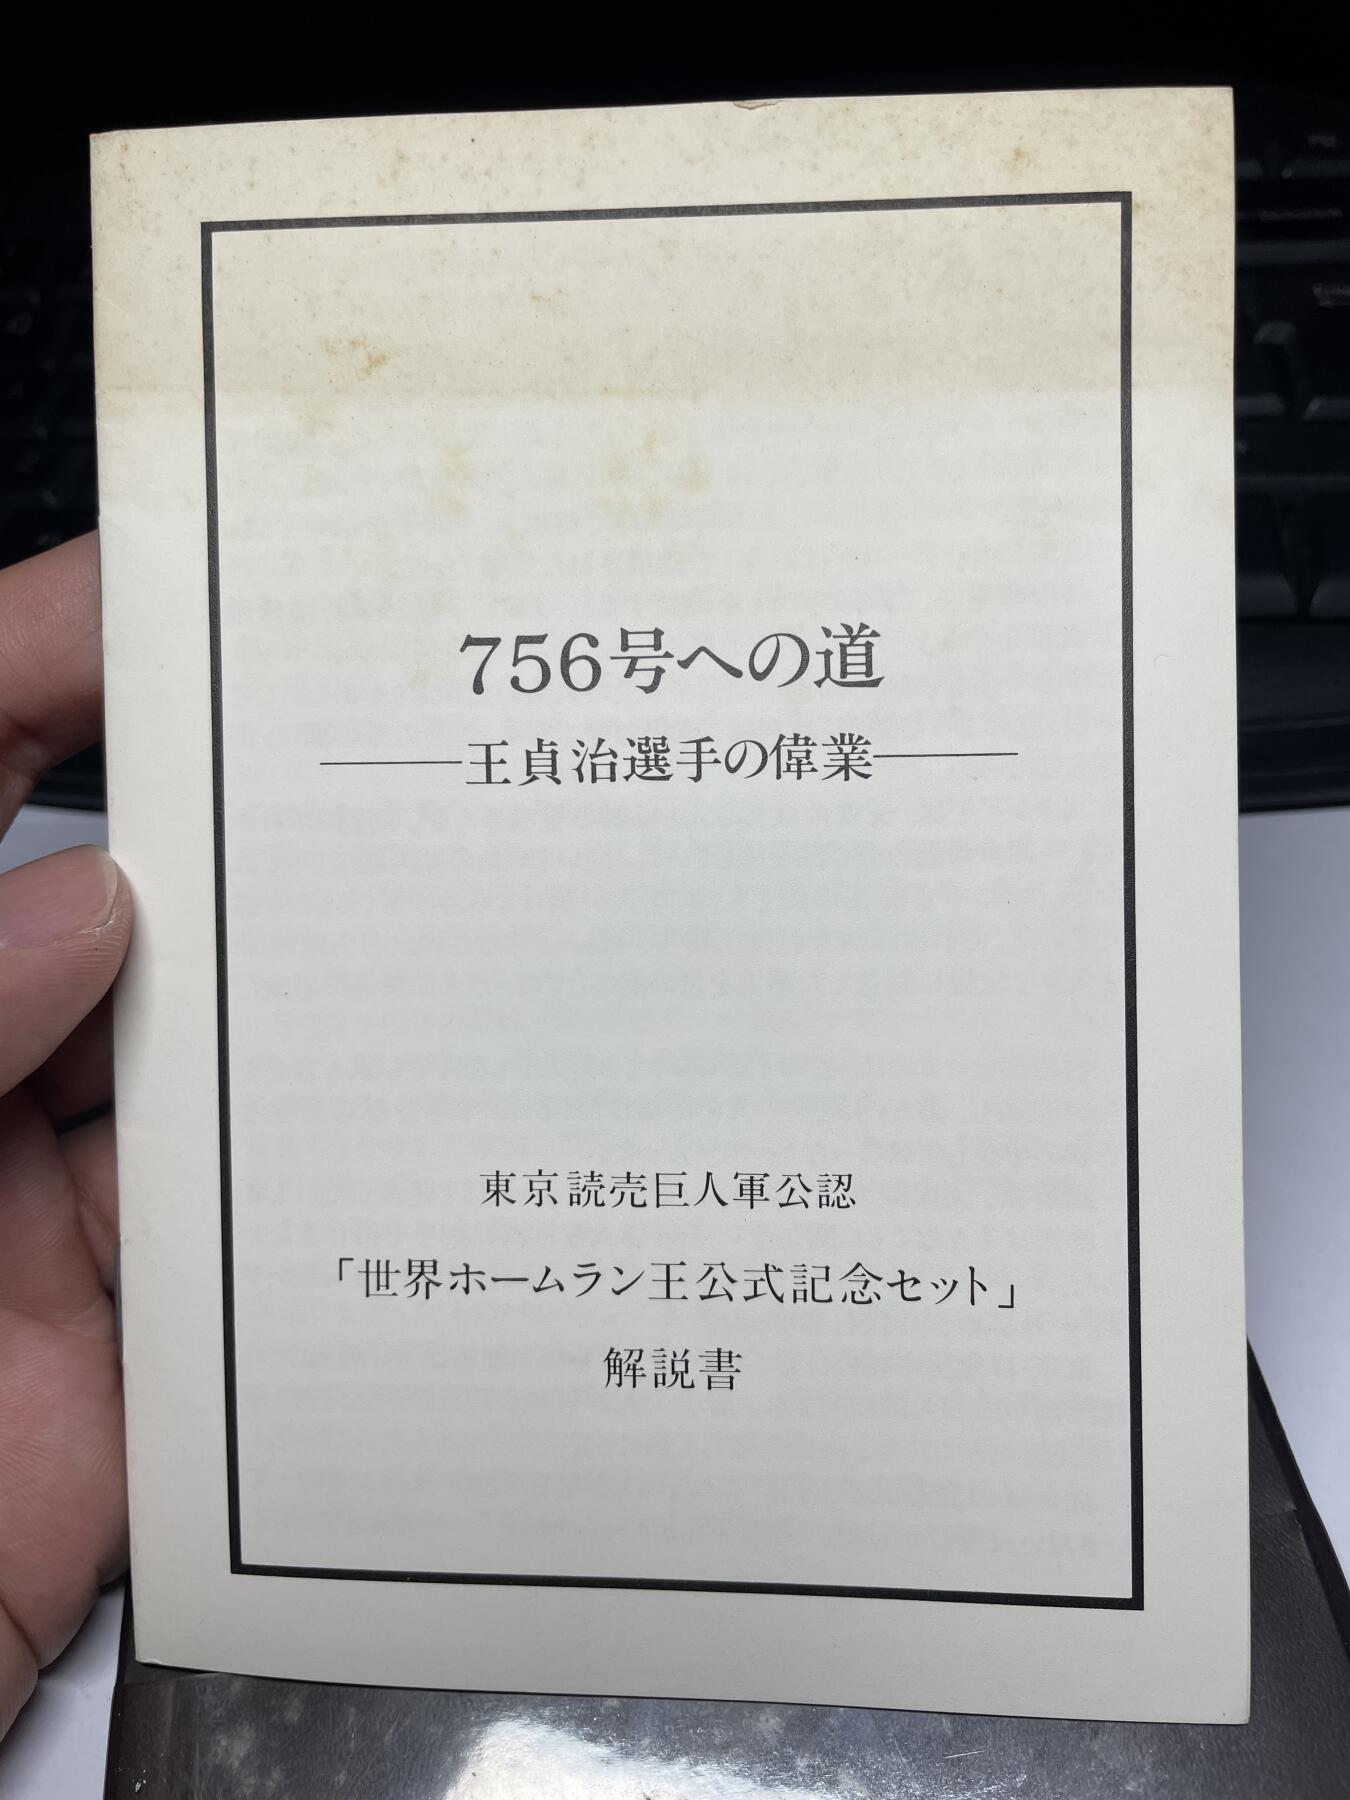 756号への道
――王貞治選手の偉業――
東京読売巨人軍公認
「世界ホームラン王公式記念セット」
解説書